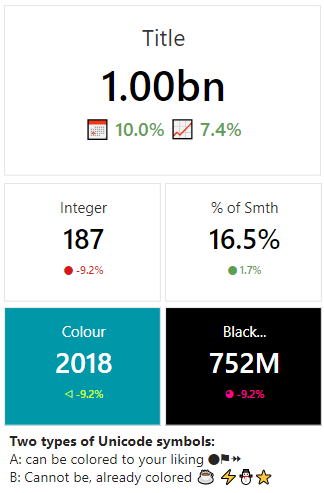 Title
1.00bn
📅 10.0% 📈 7.4%
Integer
187
● -9.2%
% of Smth
16.5%
● 1.7%
Colour
2018
◁ -9.2%
Black...
752M
◕ -9.2%
Two types of Unicode symbols:
A: can be colored to your liking ●⚑⏩
B: Cannot be, already colored ☕⚡⛄⭐